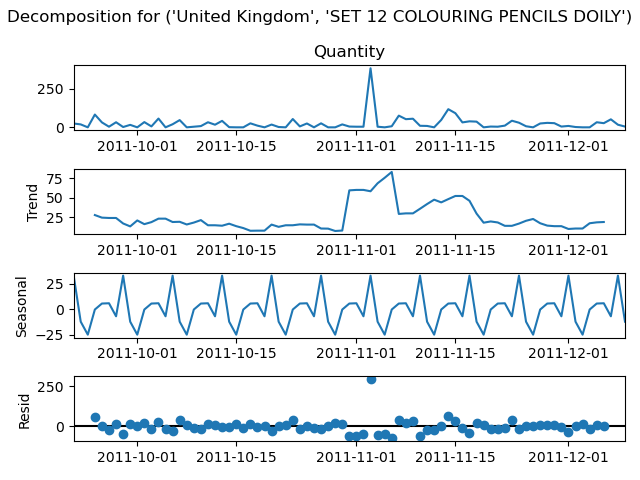 Decomposition for ('United Kingdom', 'SET 12 COLOURING PENCILS DOILY')
Quantity
250
0
2011-10-01 2011-10-15 2011-11-01 2011-11-15 2011-12-01
Trend
75
50
25
2011-10-01 2011-10-15 2011-11-01 2011-11-15 2011-12-01
Seasonal
25
0
−25
2011-10-01 2011-10-15 2011-11-01 2011-11-15 2011-12-01
Resid
250
0
2011-10-01 2011-10-15 2011-11-01 2011-11-15 2011-12-01